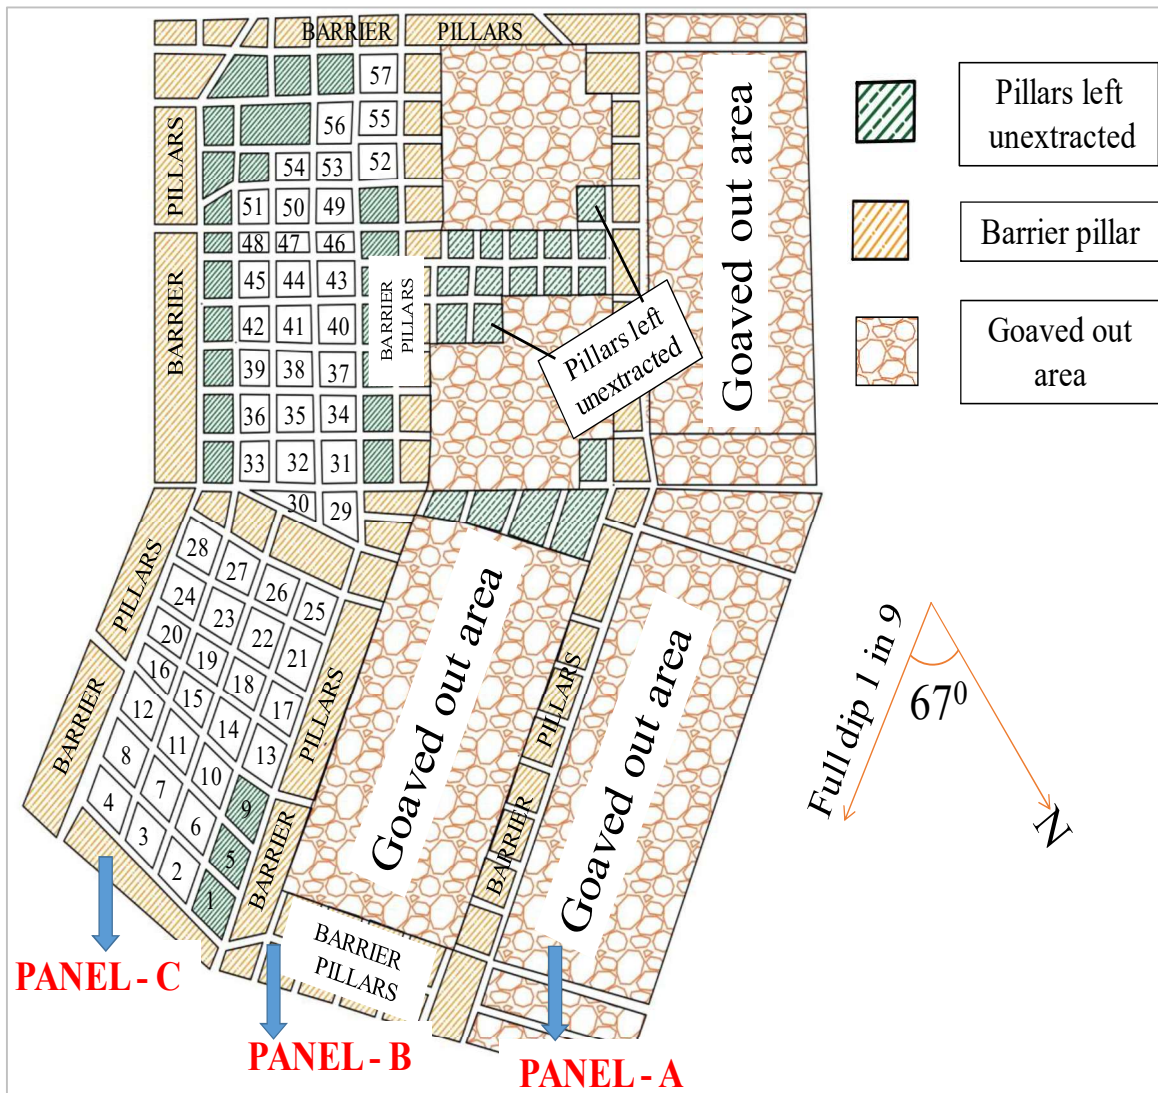 BARRIER PILLARS
57
56 55
54 53 52
51 50 49
48 47 46
45 44 43
42 41 40
39 38 37
36 35 34
33 32 31
30 29
28
27
26
25
24
23
22
21
20
19
18
17
16
15
14
13
12
11
10
9
8
7
6
5
4
3
2
1
PILLARS
BARRIER
PILLARS
BARRIER
BARRIER
PILLARS
PILLARS
BARRIER
PILLARS
BARRIER
BARRIER
PILLARS
Goaved out area
Goaved out area
Goaved out area
Pillars left
unextracted
Pillars left
unextracted
Barrier pillar
Goaved out
area
Full dip 1 in 9
67⁰
N
PANEL - C
PANEL - B
PANEL - A